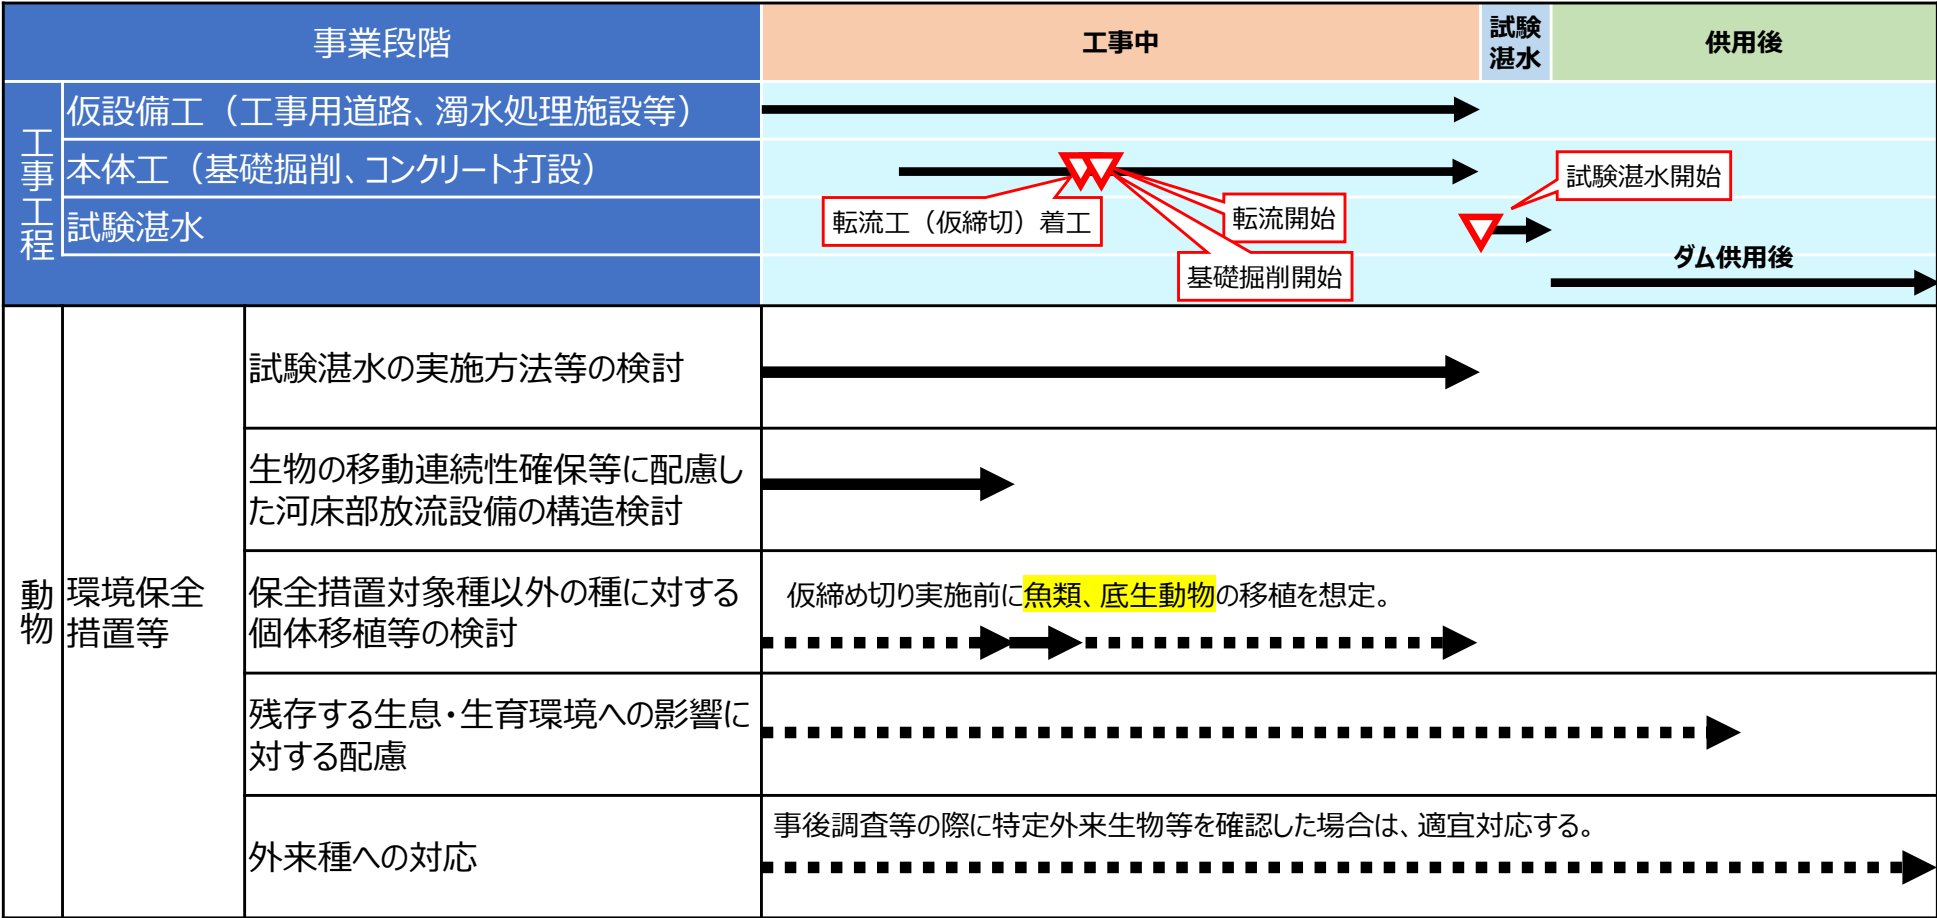 事業段階
工事中
試験
湛水
供用後
工事工程
仮設備工（工事用道路、濁水処理施設等）
本体工（基礎掘削、コンクリート打設）
試験湛水
転流工（仮締切）着工
転流開始
基礎掘削開始
試験湛水開始
ダム供用後
動物
環境保全
措置等
試験湛水の実施方法等の検討
生物の移動連続性確保等に配慮し
た河床部放流設備の構造検討
保全措置対象種以外の種に対する
個体移植等の検討
仮締め切り実施前に魚類、底生動物の移植を想定。
残存する生息・生育環境への影響に
対する配慮
外来種への対応
事後調査等の際に特定外来生物等を確認した場合は、適宜対応する。